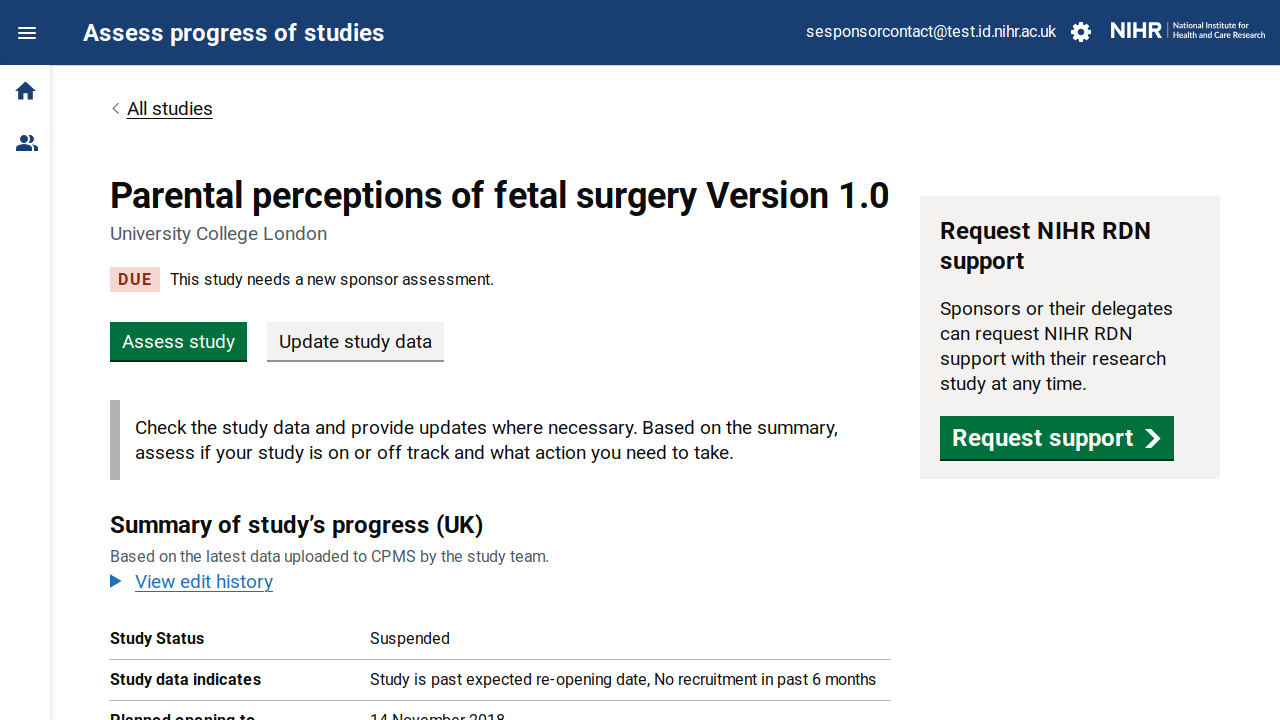 Assess progress of studies
sesponsorcontact@test.id.nihr.ac.uk
NIHR | National Institute for
Health and Care Research
All studies
Parental perceptions of fetal surgery Version 1.0
University College London
DUE This study needs a new sponsor assessment.
Assess study
Update study data
Check the study data and provide updates where necessary. Based on the summary,
assess if your study is on or off track and what action you need to take.
Summary of study’s progress (UK)
Based on the latest data uploaded to CPMS by the study team.
View edit history
Study Status Suspended
Study data indicates Study is past expected re-opening date, No recruitment in past 6 months
Planned opening to 14 November 2018
Request NIHR RDN
support
Sponsors or their delegates
can request NIHR RDN
support with their research
study at any time.
Request support